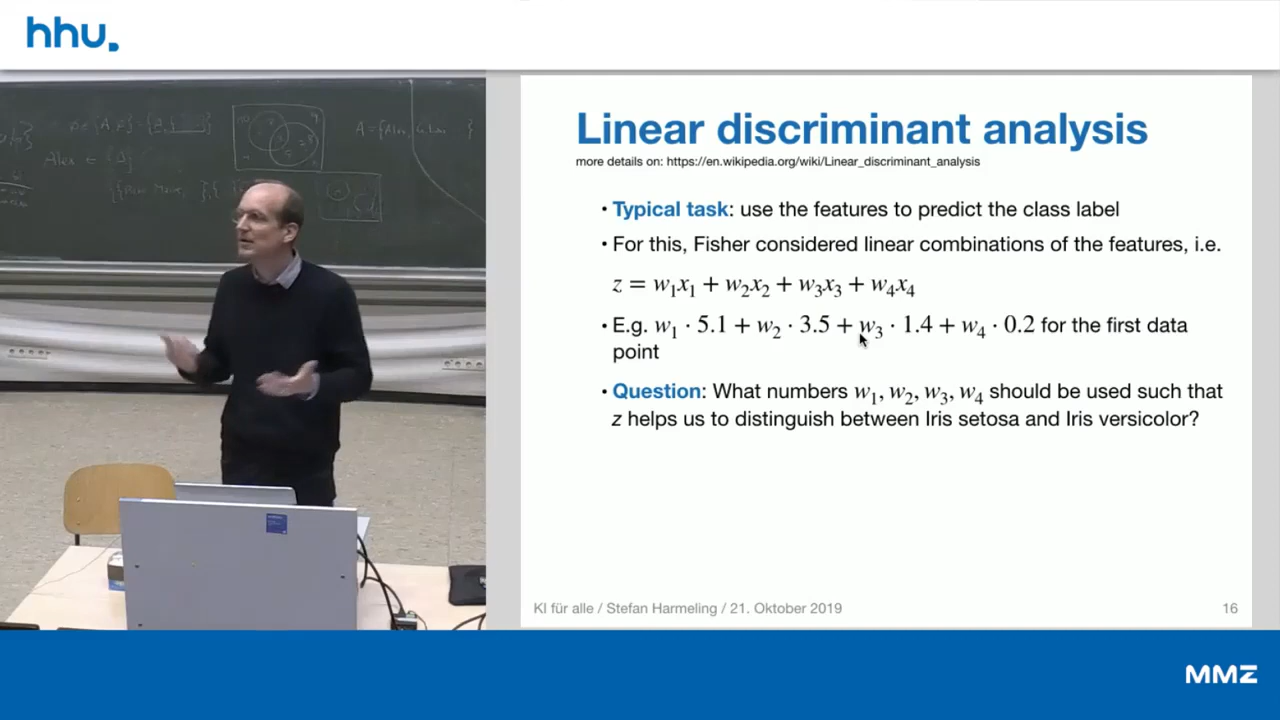 hhu.
A = {Alex,
Alex ∈
Linear discriminant analysis
more details on: https://en.wikipedia.org/wiki/Linear_discriminant_analysis
• Typical task: use the features to predict the class label
• For this, Fisher considered linear combinations of the features, i.e.
z = w₁x₁ + w₂x₂ + w₃x₃ + w₄x₄
• E.g. w₁ · 5.1 + w₂ · 3.5 + w₃ · 1.4 + w₄ · 0.2 for the first data
point
• Question: What numbers w₁, w₂, w₃, w₄ should be used such that
z helps us to distinguish between Iris setosa and Iris versicolor?
KI für alle / Stefan Harmeling / 21. Oktober 2019
16
MMZ